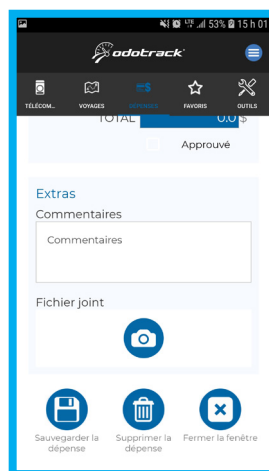 53% 15 h 01
odotrack
TÉLÉCOM... VOYAGES DÉPENSES FAVORIS OUTILS
TOTAL 0.0 $
Approuvé
Extras
Commentaires
Commentaires
Fichier joint
Sauvegarder la dépense
Supprimer la dépense
Fermer la fenêtre